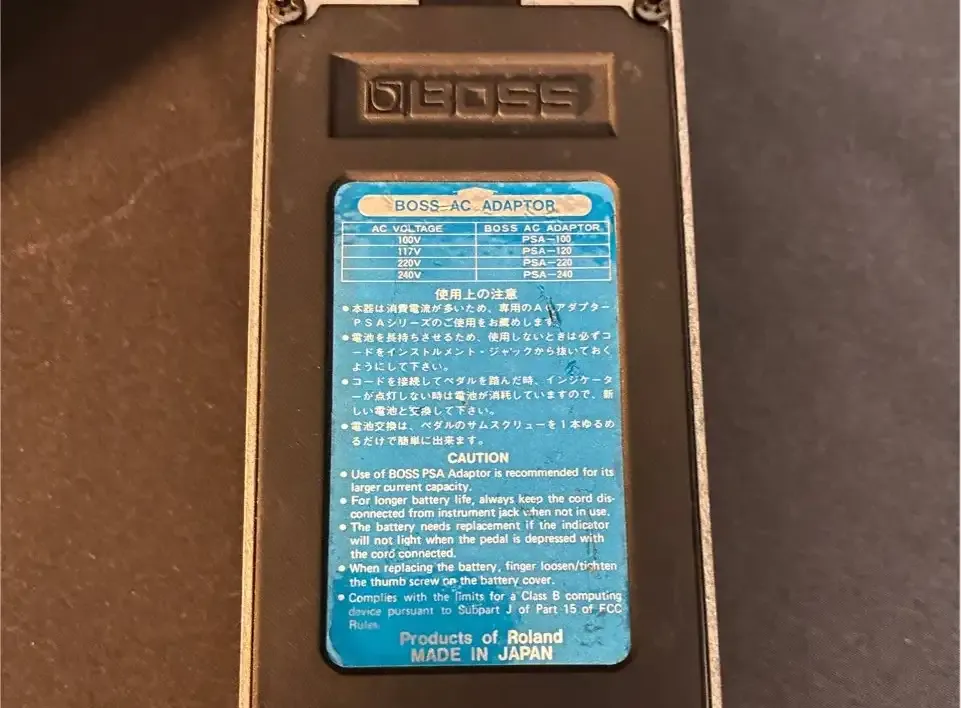 BOSS
BOSS AC ADAPTOR
AC VOLTAGE BOSS AC ADAPTOR
100V PSA-100
117V PSA-120
220V PSA-220
240V PSA-240
使用上の注意
●本器は消費電流が多いため、専用のACアダプター
PSAシリーズのご使用をお薦めします。
●電池を長持ちさせるため、使用しないときは必ずコ
ードをインストルメント・ジャックから抜いておく
ようにして下さい。
●コードを接続してペダルを踏んだ時、インジケータ
ーが点灯しない時は電池が消耗していますので、新
しい電池と交換して下さい。
●電池交換は、ペダルのサムスクリューを1本ゆるめ
るだけで簡単に出来ます。
CAUTION
● Use of BOSS PSA Adaptor is recommended for its
larger current capacity.
● For longer battery life, always keep the cord dis-
connected from instrument jack when not in use.
● The battery needs replacement if the indicator
will not light when the pedal is depressed with
the cord connected.
● When replacing the battery, finger loosen/tighten
the thumb screw on the battery cover.
● Complies with the limits for a Class B computing
device pursuant to Subpart J of Part 15 of FCC
Rules.
Products of Roland
MADE IN JAPAN